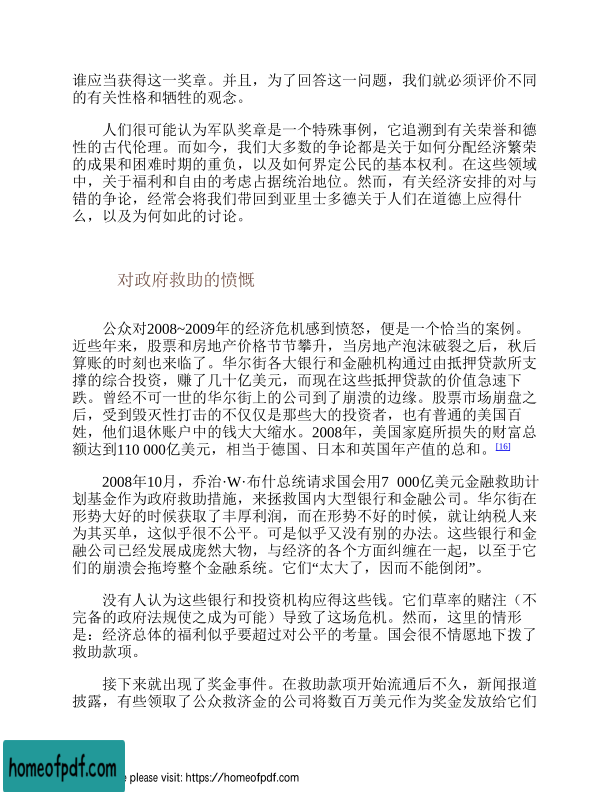 谁应当获得这一奖章。并且，为了回答这一问题，我们就必须评价不同
的有关性格和牺牲的观念。
人们很可能认为军队奖章是一个特殊事例，它追溯到有关荣誉和德
性的古代伦理。而如今，我们大多数的争论都是关于如何分配经济繁荣
的成果和困难时期的重负，以及如何界定公民的基本权利。在这些领域
中，关于福利和自由的考虑占据统治地位。然而，有关经济安排的对与
错的争论，经常会将我们带回到亚里士多德关于人们在道德上应得什
么，以及为何如此的讨论。
对政府救助的愤慨
公众对2008~2009年的经济危机感到愤怒，便是一个恰当的案例。
近些年来，股票和房地产价格节节攀升，当房地产泡沫破裂之后，秋后
算账的时刻也来临了。华尔街各大银行和金融机构通过由抵押贷款所支
撑的综合投资，赚了几十亿美元，而现在这些抵押贷款的价值急速下
跌。曾经不可一世的华尔街上的公司到了崩溃的边缘。股票市场崩盘之
后，受到毁灭性打击的不仅仅是那些大的投资者，也有普通的美国百
姓，他们退休账户中的钱大大缩水。2008年，美国家庭所损失的财富总
额达到110 000亿美元，相当于德国、日本和英国年产值的总和。[16]
2008年10月，乔治·W·布什总统请求国会用7 000亿美元金融救助计
划基金作为政府救助措施，来拯救国内大型银行和金融公司。华尔街在
形势大好的时候获取了丰厚利润，而在形势不好的时候，就让纳税人来
为其买单，这似乎很不公平。可是似乎又没有别的办法。这些银行和金
融公司已经发展成庞然大物，与经济的各个方面纠缠在一起，以至于它
们的崩溃会拖垮整个金融系统。它们“太大了，因而不能倒闭”。
没有人认为这些银行和投资机构应得这些钱。它们草率的赌注（不
完备的政府法规使之成为可能）导致了这场危机。然而，这里的情形
是：经济总体的福利似乎要超过对公平的考量。国会很不情愿地下拨了
救助款项。
接下来就出现了奖金事件。在救助款项开始流通后不久，新闻报道
披露，有些领取了公众救济金的公司将数百万美元作为奖金发放给它们
homeofpdf.com
please visit: https://homeofpdf.com